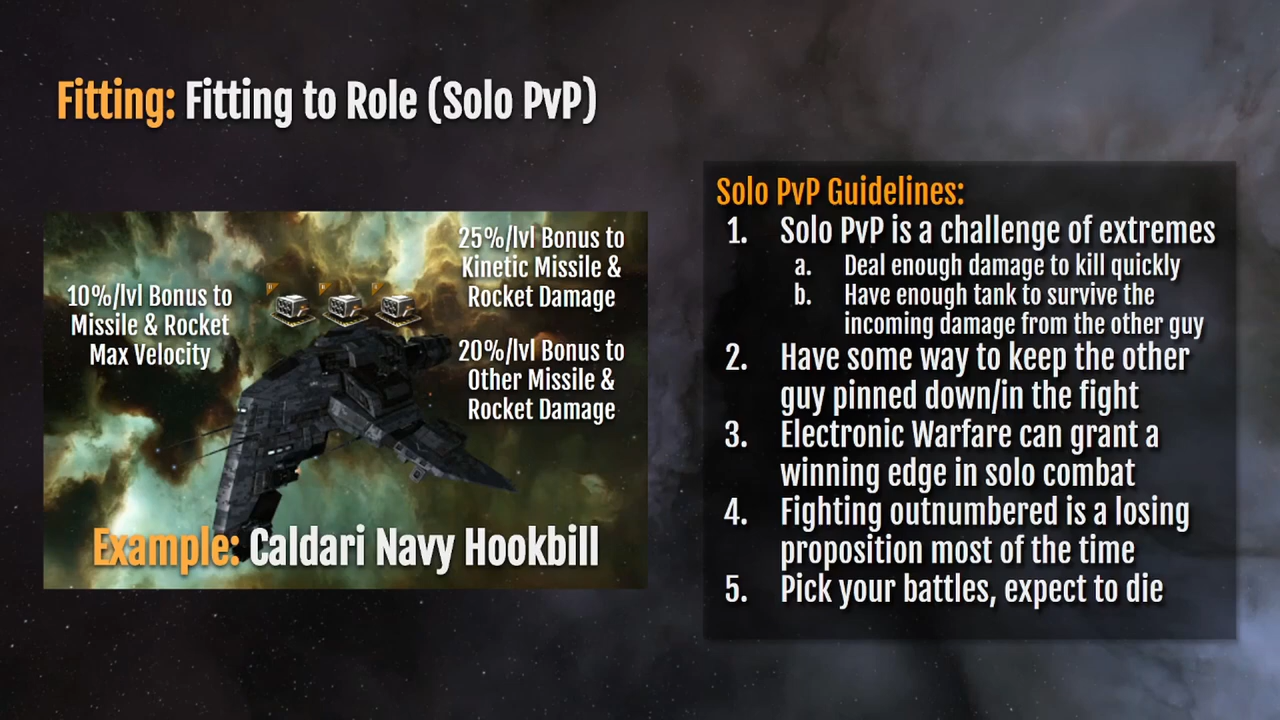 Fitting: Fitting to Role (Solo PvP)
10%/lvl Bonus to
Missile & Rocket
Max Velocity
25%/lvl Bonus to
Kinetic Missile &
Rocket Damage
20%/lvl Bonus to
Other Missile &
Rocket Damage
Example: Caldari Navy Hookbill
Solo PvP Guidelines:
1. Solo PvP is a challenge of extremes
a. Deal enough damage to kill quickly
b. Have enough tank to survive the
incoming damage from the other guy
2. Have some way to keep the other
guy pinned down/in the fight
3. Electronic Warfare can grant a
winning edge in solo combat
4. Fighting outnumbered is a losing
proposition most of the time
5. Pick your battles, expect to die